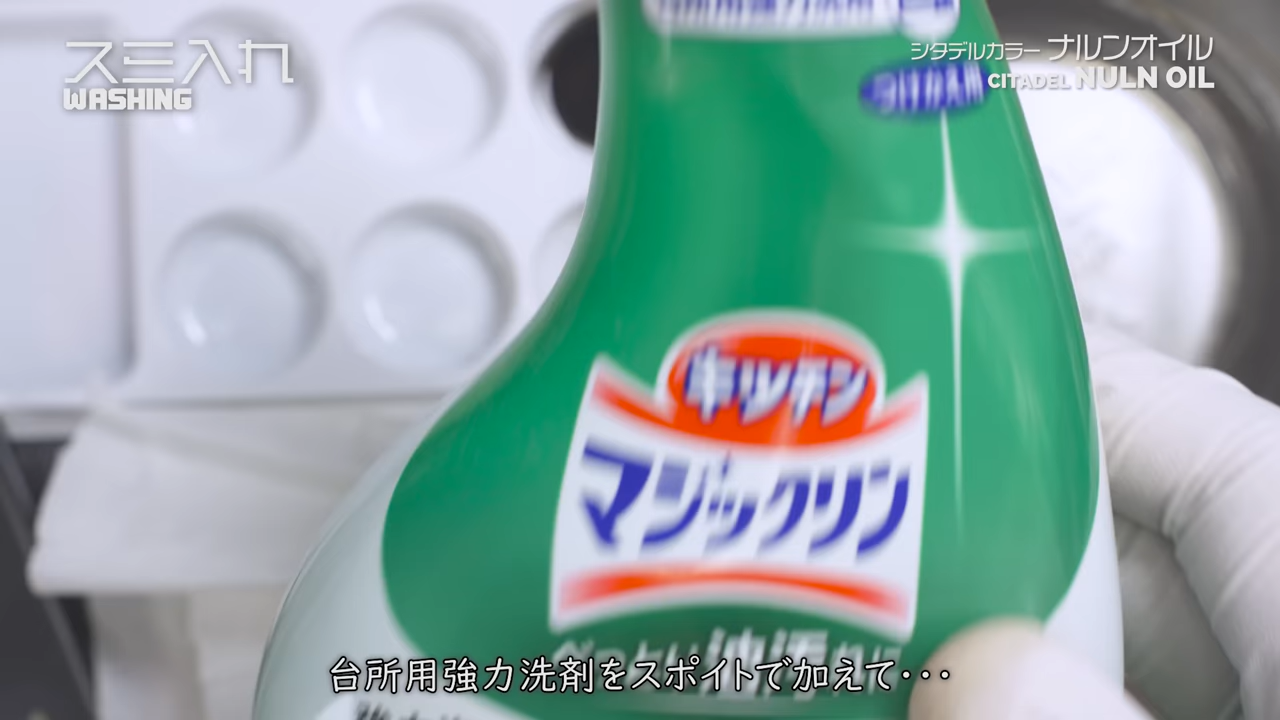 スミ入れ
WASHING
シタデルカラー ナルンオイル
CITADEL NULN OIL
キッチン
マジックリン
台所用強力洗剤をスポイトで加えて・・・